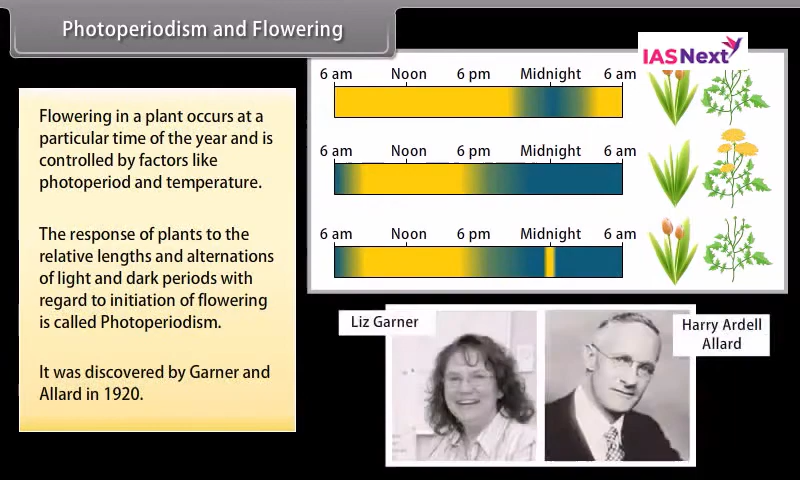 Photoperiodism and Flowering
IASNext
Flowering in a plant occurs at a
particular time of the year and is
controlled by factors like
photoperiod and temperature.
The response of plants to the
relative lengths and alternations
of light and dark periods with
regard to initiation of flowering
is called Photoperiodism.
It was discovered by Garner and
Allard in 1920.
6 am Noon 6 pm Midnight 6 am
6 am Noon 6 pm Midnight 6 am
6 am Noon 6 pm Midnight 6 am
Liz Garner
Harry Ardell
Allard